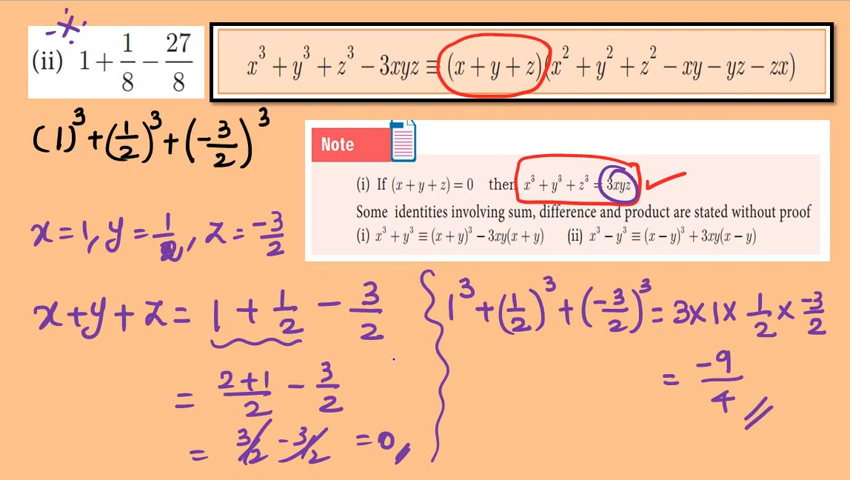 (ii) 1 + 1/8 − 27/8
x³ + y³ + z³ − 3xyz ≡ (x + y + z)(x² + y² + z² − xy − yz − zx)
(1)³ + (1/2)³ + (−3/2)³
Note
(i) If (x + y + z) = 0 then x³ + y³ + z³ = 3xyz
Some identities involving sum, difference and product are stated without proof
(i) x³ + y³ ≡ (x + y)³ − 3xy(x + y) (ii) x³ − y³ ≡ (x − y)³ + 3xy(x − y)
x = 1, y = 1/2, z = −3/2
x + y + z = 1 + 1/2 − 3/2
= 2+1/2 − 3/2
= 3/2 − 3/2 = 0,
1³ + (1/2)³ + (−3/2)³ = 3 × 1 × 1/2 × −3/2
= −9/4 //